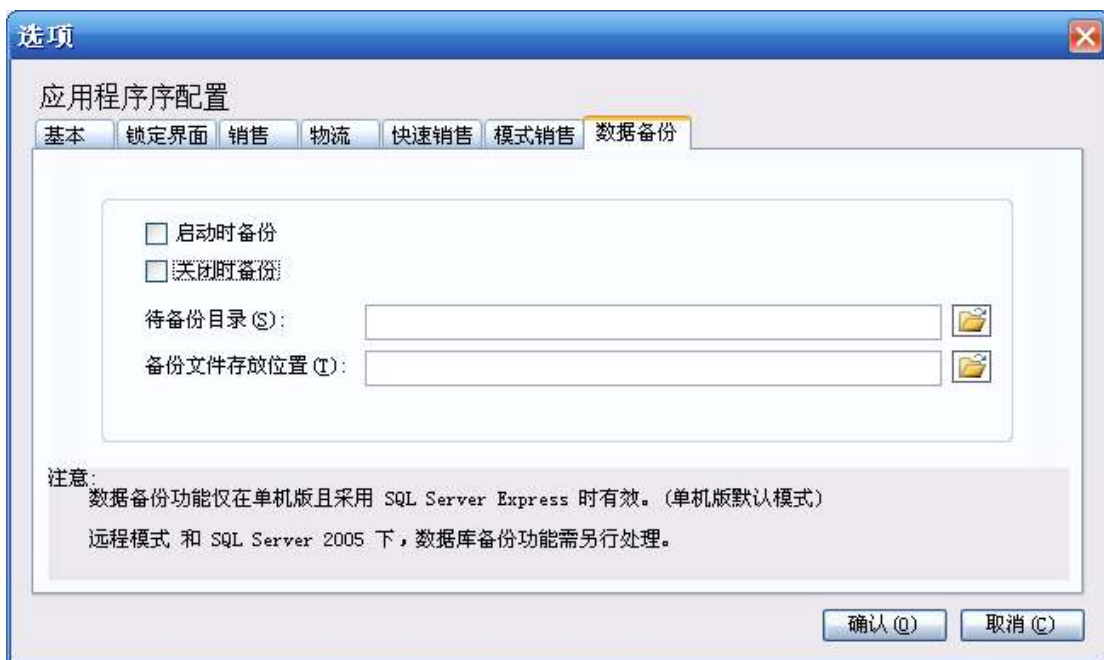 选项
应用程序序配置
基本 锁定界面 销售 物流 快速销售 模式销售 数据备份
启动时备份
关闭时备份
待备份目录(S):
备份文件存放位置(T):
注意:
数据备份功能仅在单机版且采用 SQL Server Express 时有效。(单机版默认模式)
远程模式 和 SQL Server 2005 下，数据库备份功能需另行处理。
确认(O) 取消(C)